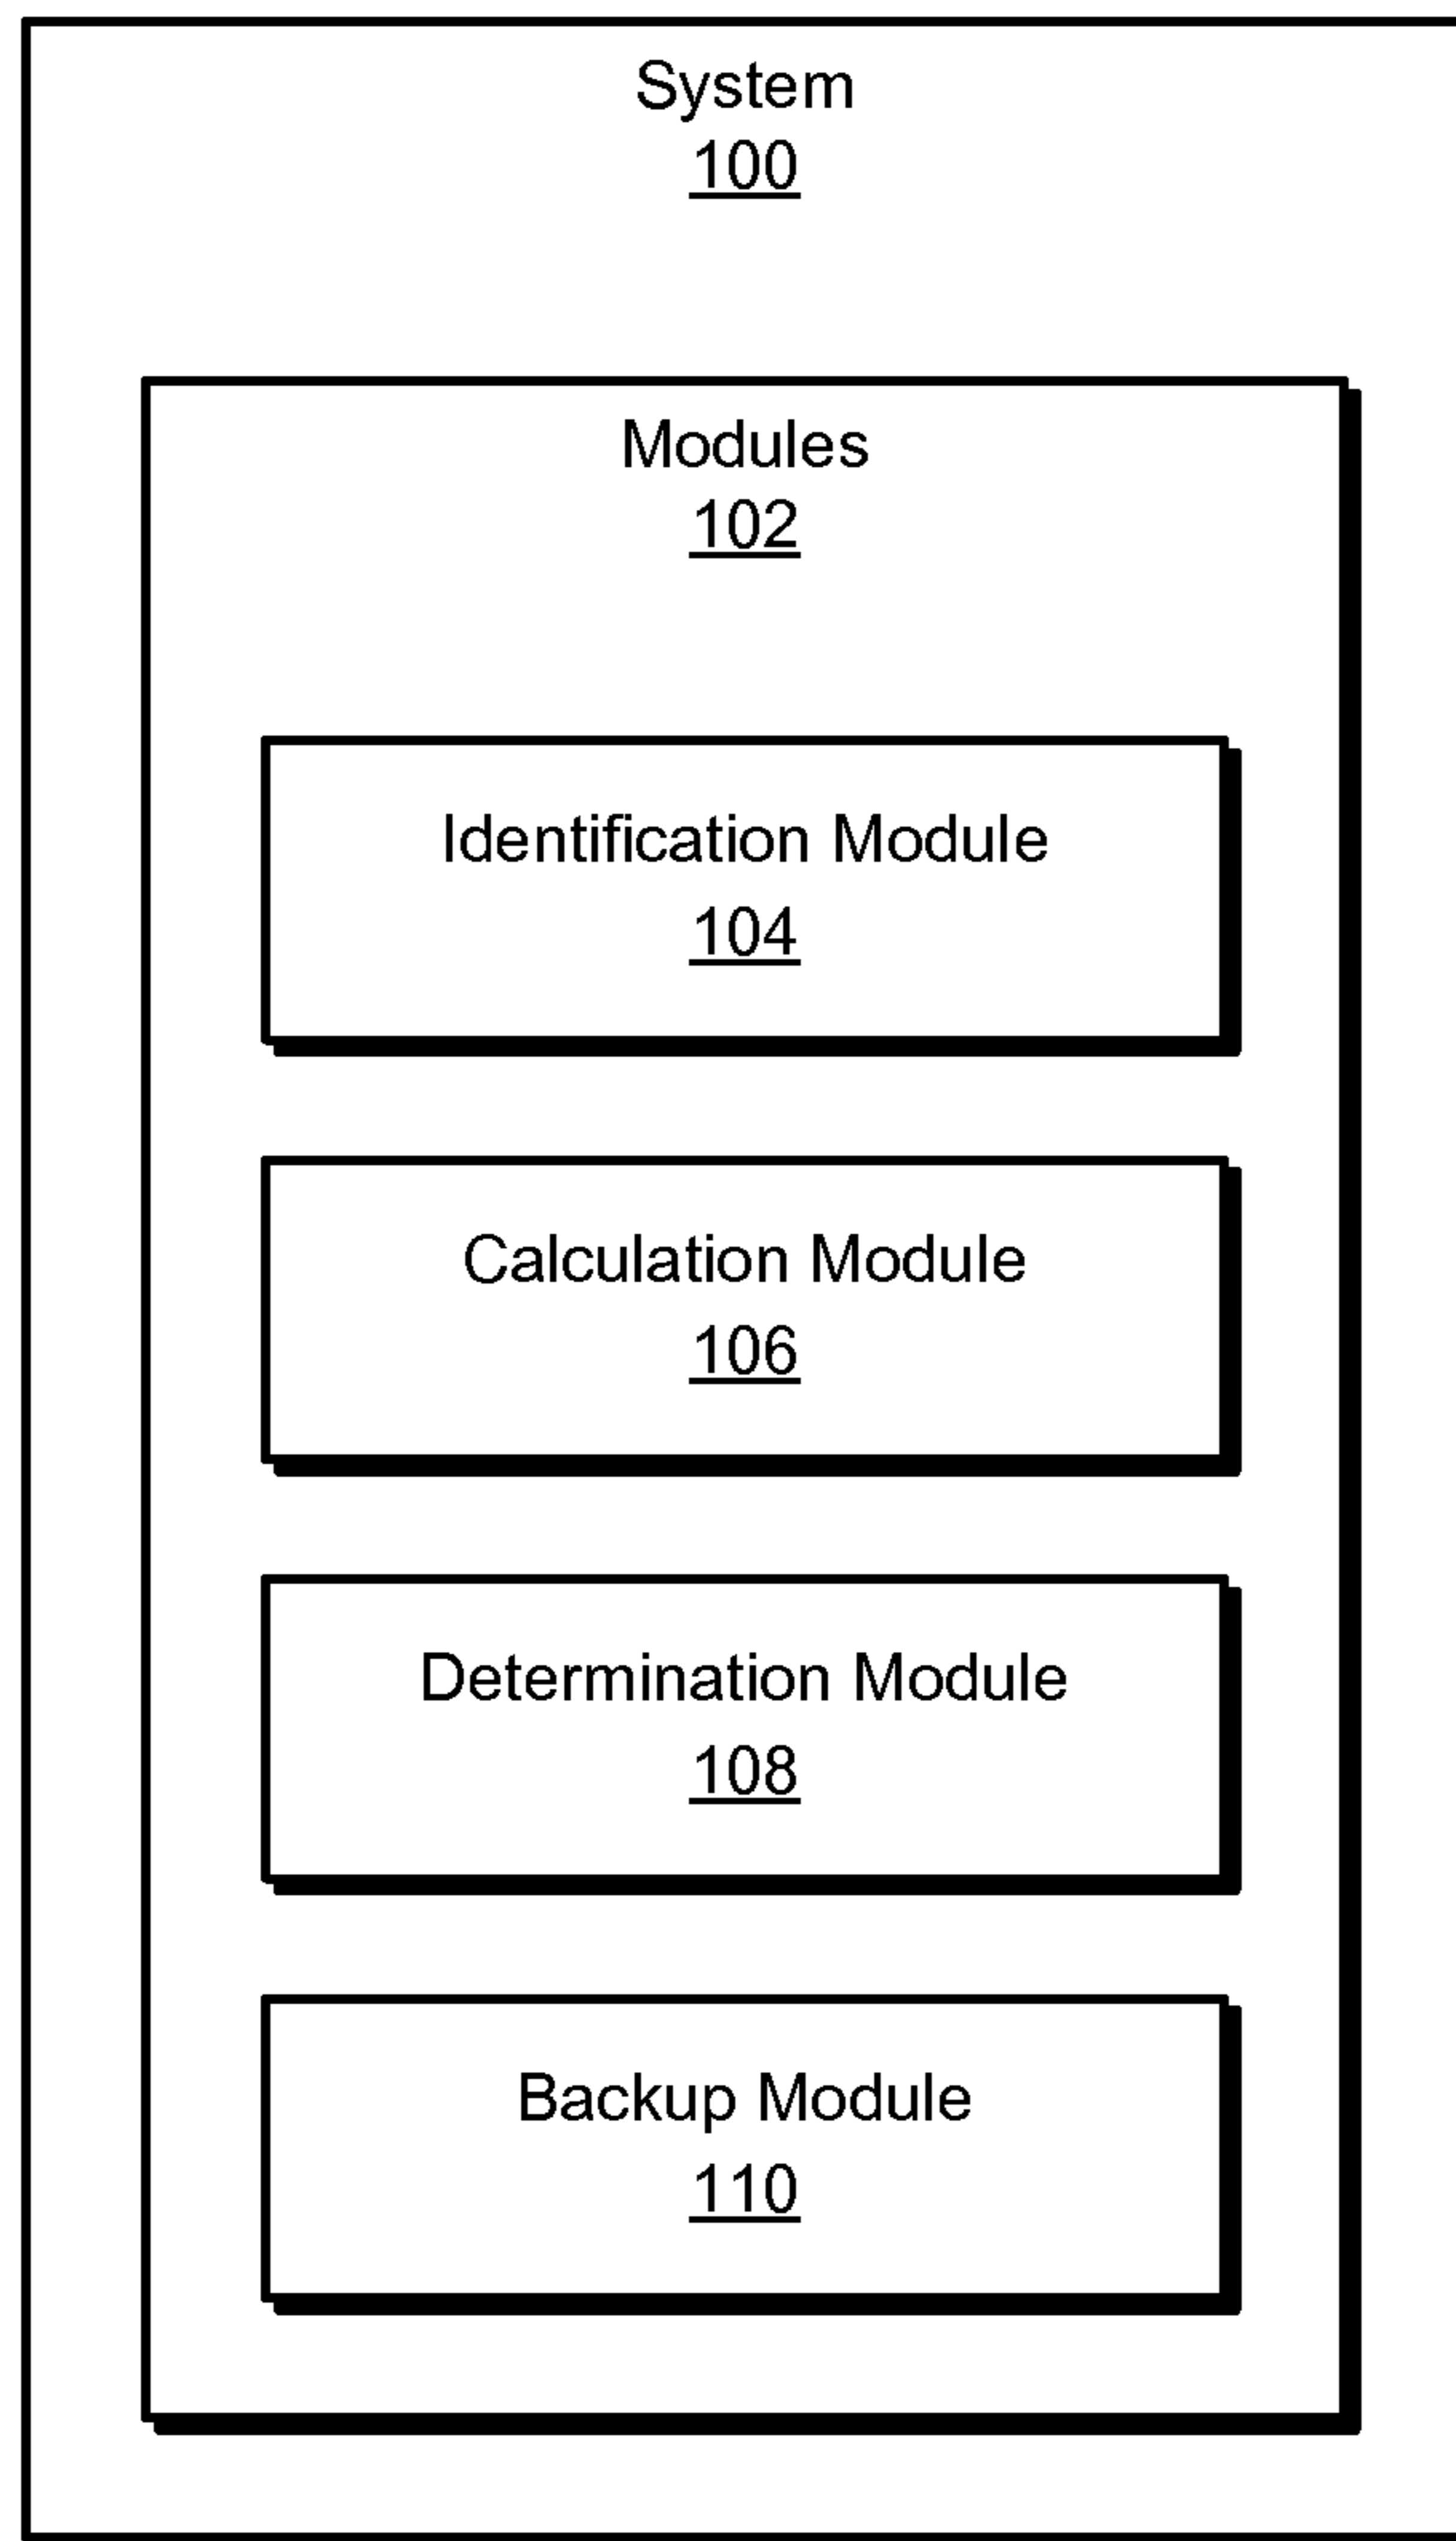 System
100
Modules
102
Identification Module
104
Calculation Module
106
Determination Module
108
Backup Module
110